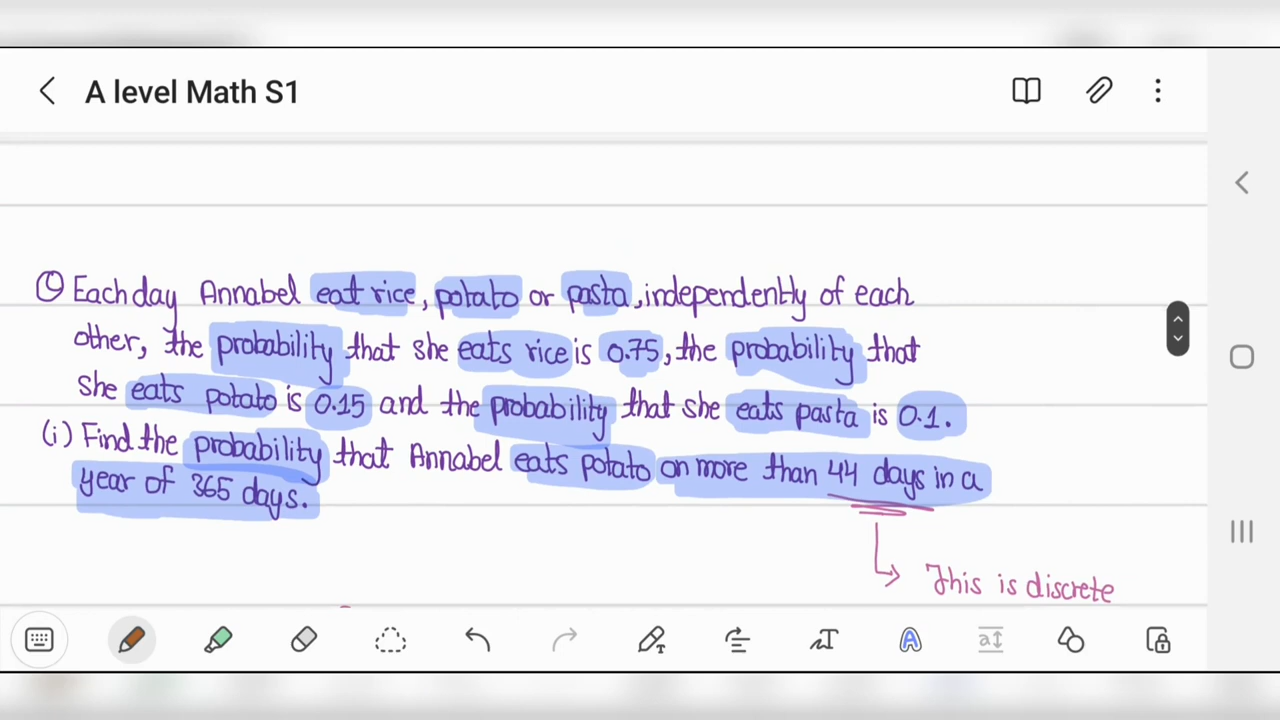 A level Math S1
Each day Annabel eat rice, potato or pasta, independently of each
other, the probability that she eats rice is 0.75, the probability that
she eats potato is 0.15 and the probability that she eats pasta is 0.1.
(i) Find the probability that Annabel eats potato on more than 44 days in a
year of 365 days.
This is discrete